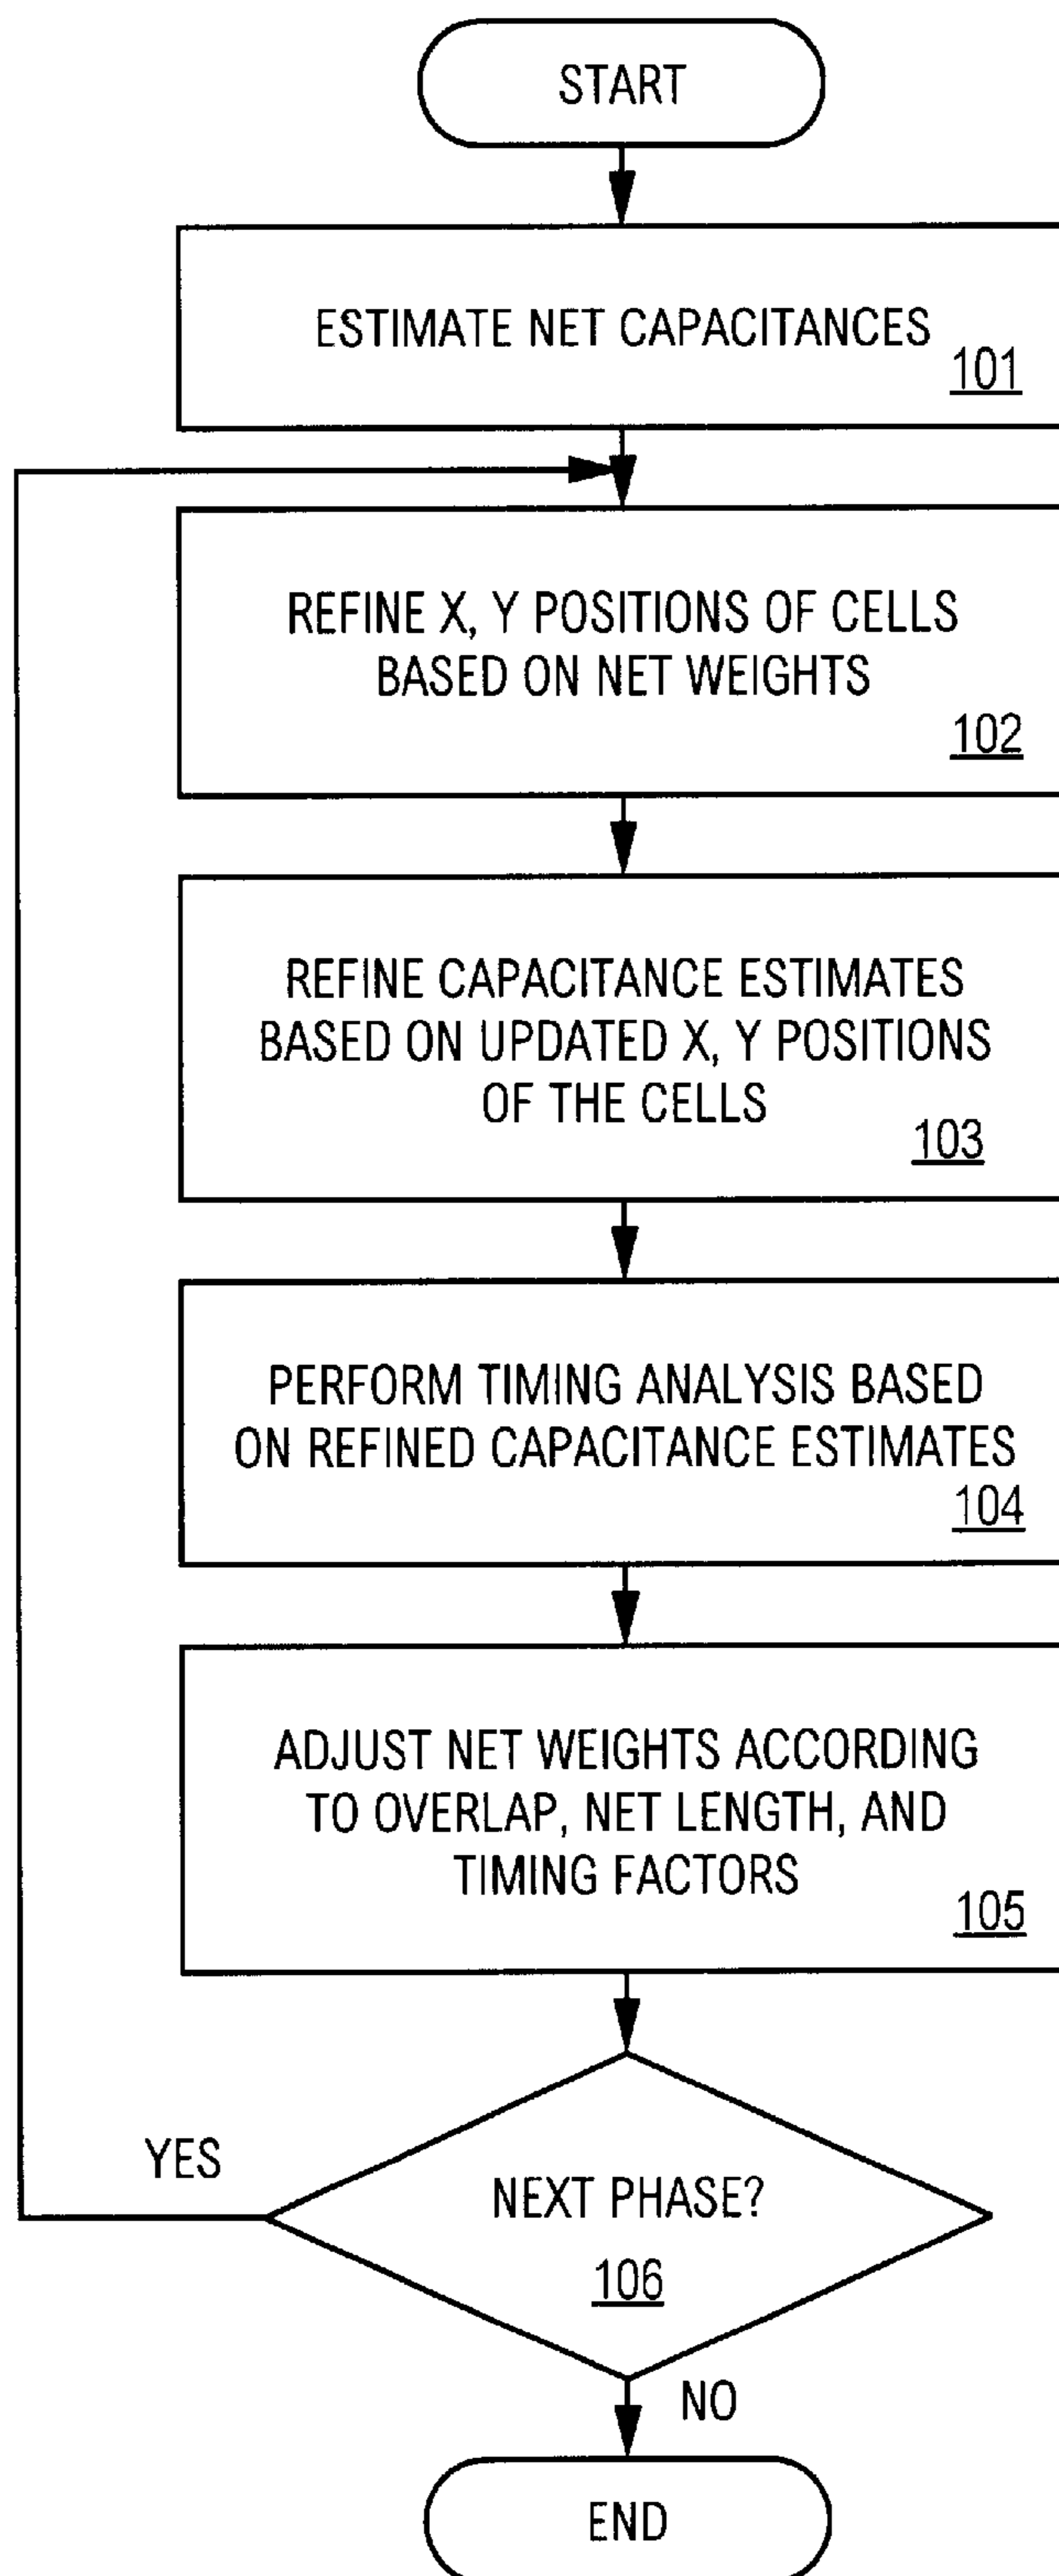 START
ESTIMATE NET CAPACITANCES
101
REFINE X, Y POSITIONS OF CELLS
BASED ON NET WEIGHTS
102
REFINE CAPACITANCE ESTIMATES
BASED ON UPDATED X, Y POSITIONS
OF THE CELLS
103
PERFORM TIMING ANALYSIS BASED
ON REFINED CAPACITANCE ESTIMATES
104
ADJUST NET WEIGHTS ACCORDING
TO OVERLAP, NET LENGTH, AND
TIMING FACTORS
105
YES
NEXT PHASE?
106
NO
END